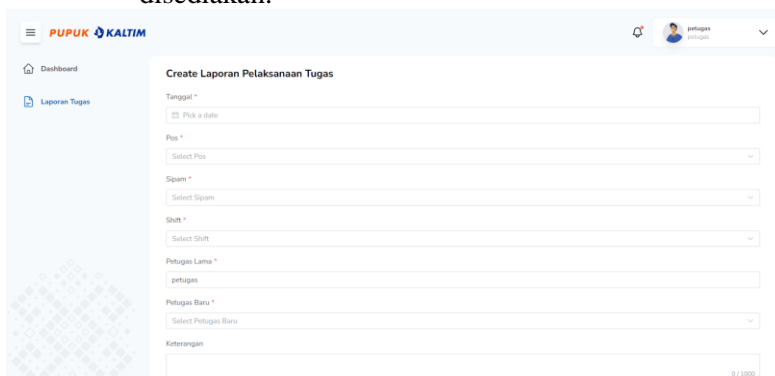 disediakan.
PUPUK KALTIM
petugas
petugas
Dashboard
Laporan Tugas
Create Laporan Pelaksanaan Tugas
Tanggal *
Pick a date
Pos *
Select Pos
Sipam *
Select Sipam
Shift *
Select Shift
Petugas Lama *
petugas
Petugas Baru *
Select Petugas Baru
Keterangan
0 / 1000